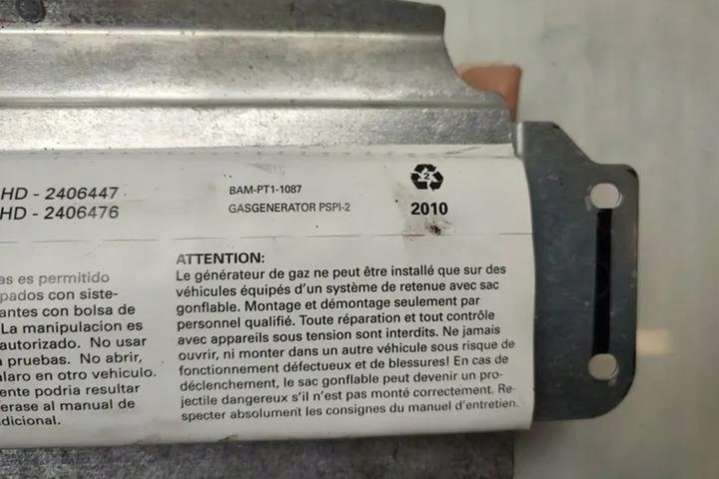 HD - 2406447
HD - 2406476
BAM-PT1-1087
GASGENERATOR PSPI-2
2
2010
as es permitido
pados con siste-
antes con bolsa de
La manipulacion es
autorizado. No usar
pruebas. No abrir,
alaro en otro vehiculo.
ente podria resultar
erase al manual de
dicional.
ATTENTION:
Le générateur de gaz ne peut être installé que sur des
véhicules équipés d'un système de retenue avec sac
gonflable. Montage et démontage seulement par
personnel qualifié. Toute réparation et tout contrôle
avec appareils sous tension sont interdits. Ne jamais
ouvrir, ni monter dans un autre véhicule sous risque de
fonctionnement défectueux et de blessures! En cas de
déclenchement, le sac gonflable peut devenir un pro-
jectile dangereux s'il n'est pas monté correctement. Re-
specter absolument les consignes du manuel d'entretien.